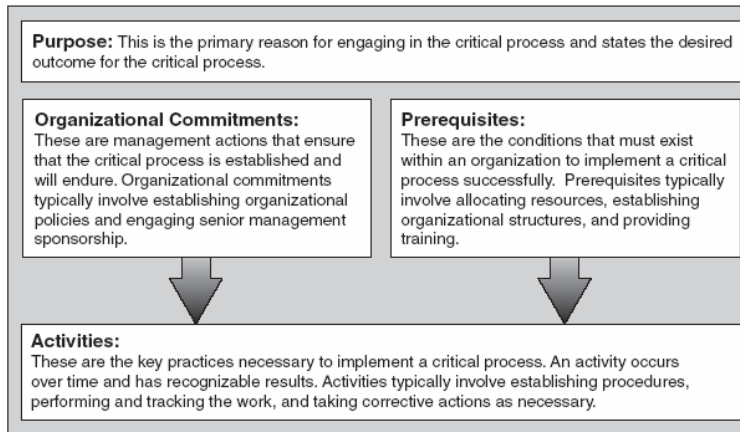 Purpose: This is the primary reason for engaging in the critical process and states the desired
outcome for the critical process.
Organizational Commitments:
These are management actions that ensure
that the critical process is established and
will endure. Organizational commitments
typically involve establishing organizational
policies and engaging senior management
sponsorship.
Prerequisites:
These are the conditions that must exist
within an organization to implement a critical
process successfully. Prerequisites typically
involve allocating resources, establishing
organizational structures, and providing
training.
Activities:
These are the key practices necessary to implement a critical process. An activity occurs
over time and has recognizable results. Activities typically involve establishing procedures,
performing and tracking the work, and taking corrective actions as necessary.